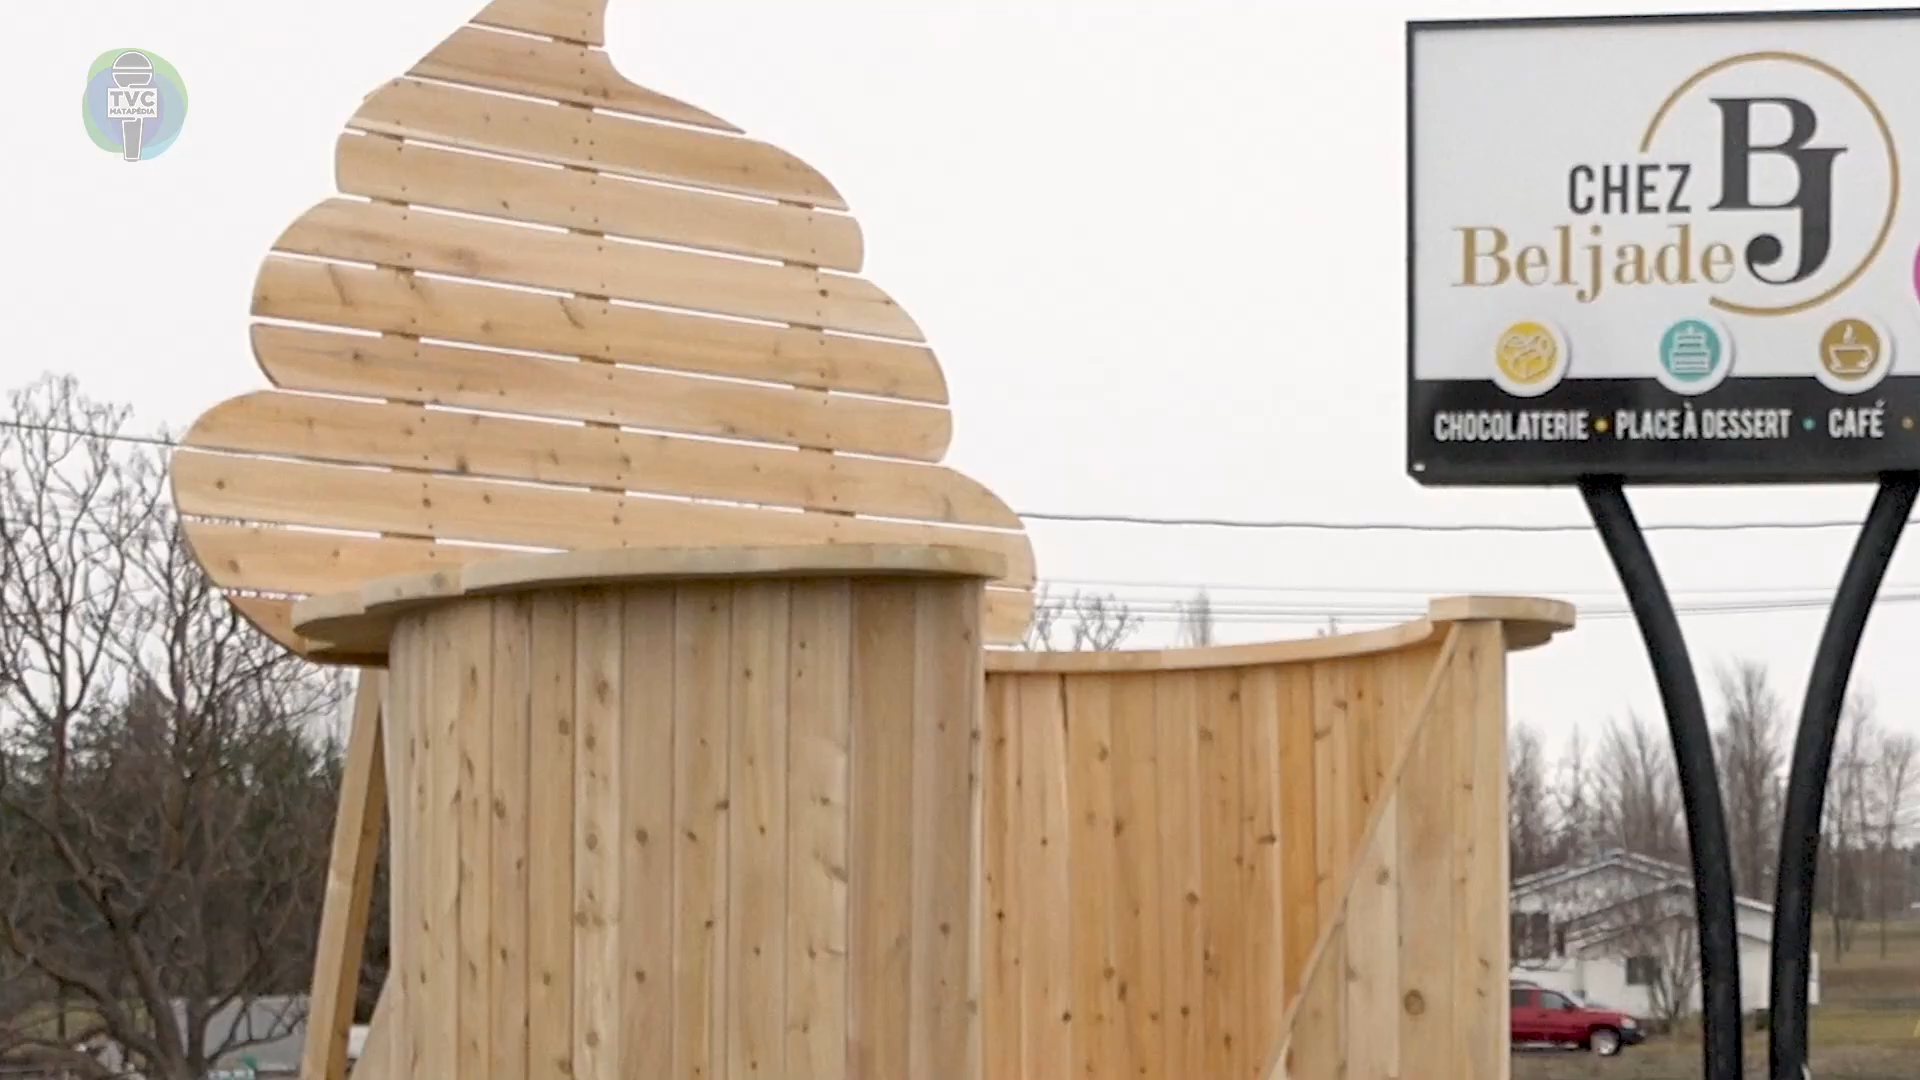 TVC
MATAPÉDIA
CHEZ BJ
Beljade
CHOCOLATERIE • PLACE À DESSERT • CAFÉ •